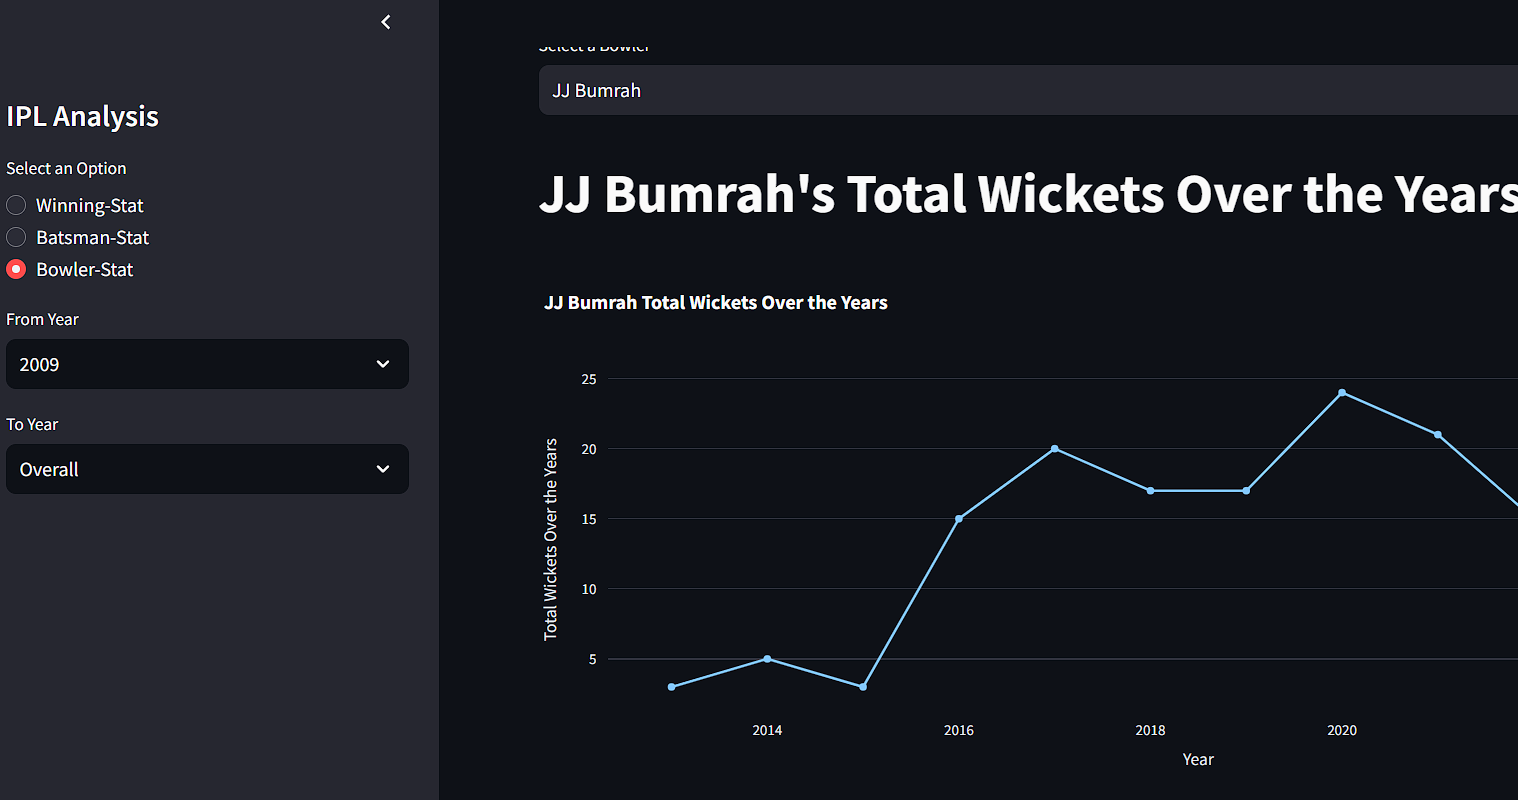 IPL Analysis
Select an Option
Winning-Stat
Batsman-Stat
Bowler-Stat
From Year
2009
To Year
Overall
Select a Bowler
JJ Bumrah
JJ Bumrah's Total Wickets Over the Years
JJ Bumrah Total Wickets Over the Years
Total Wickets Over the Years
25
20
15
10
5
2014 2016 2018 2020
Year